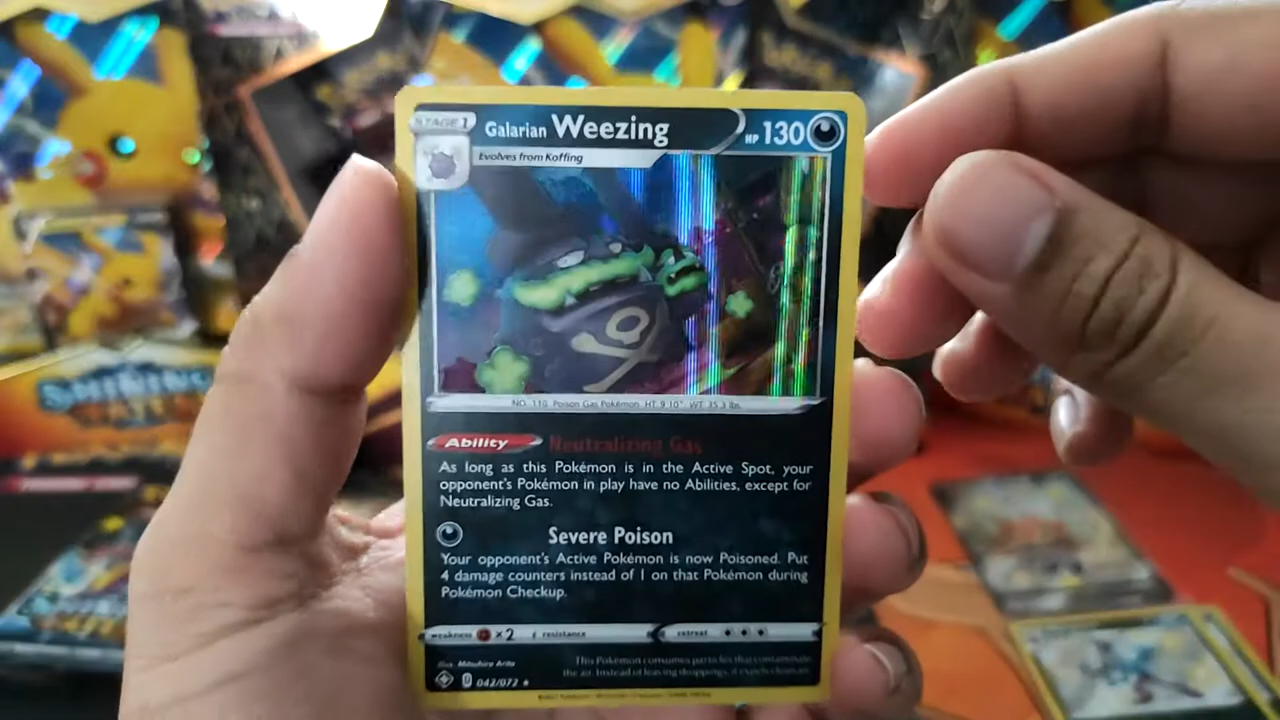 STAGE 1
Galarian Weezing
HP 130
Evolves from Koffing
NO. 110 Poison Gas Pokémon HT: 9'10" WT: 35.3 lbs.
Ability Neutralizing Gas
As long as this Pokémon is in the Active Spot, your
opponent's Pokémon in play have no Abilities, except for
Neutralizing Gas.
Severe Poison
Your opponent's Active Pokémon is now Poisoned. Put
4 damage counters instead of 1 on that Pokémon during
Pokémon Checkup.
weakness ×2 resistance retreat
Illus. Mitsuhiro Arita
This Pokémon consumes particles that contaminate
the air. Instead of leaving droppings, it expels clean air.
042/072
SHINING